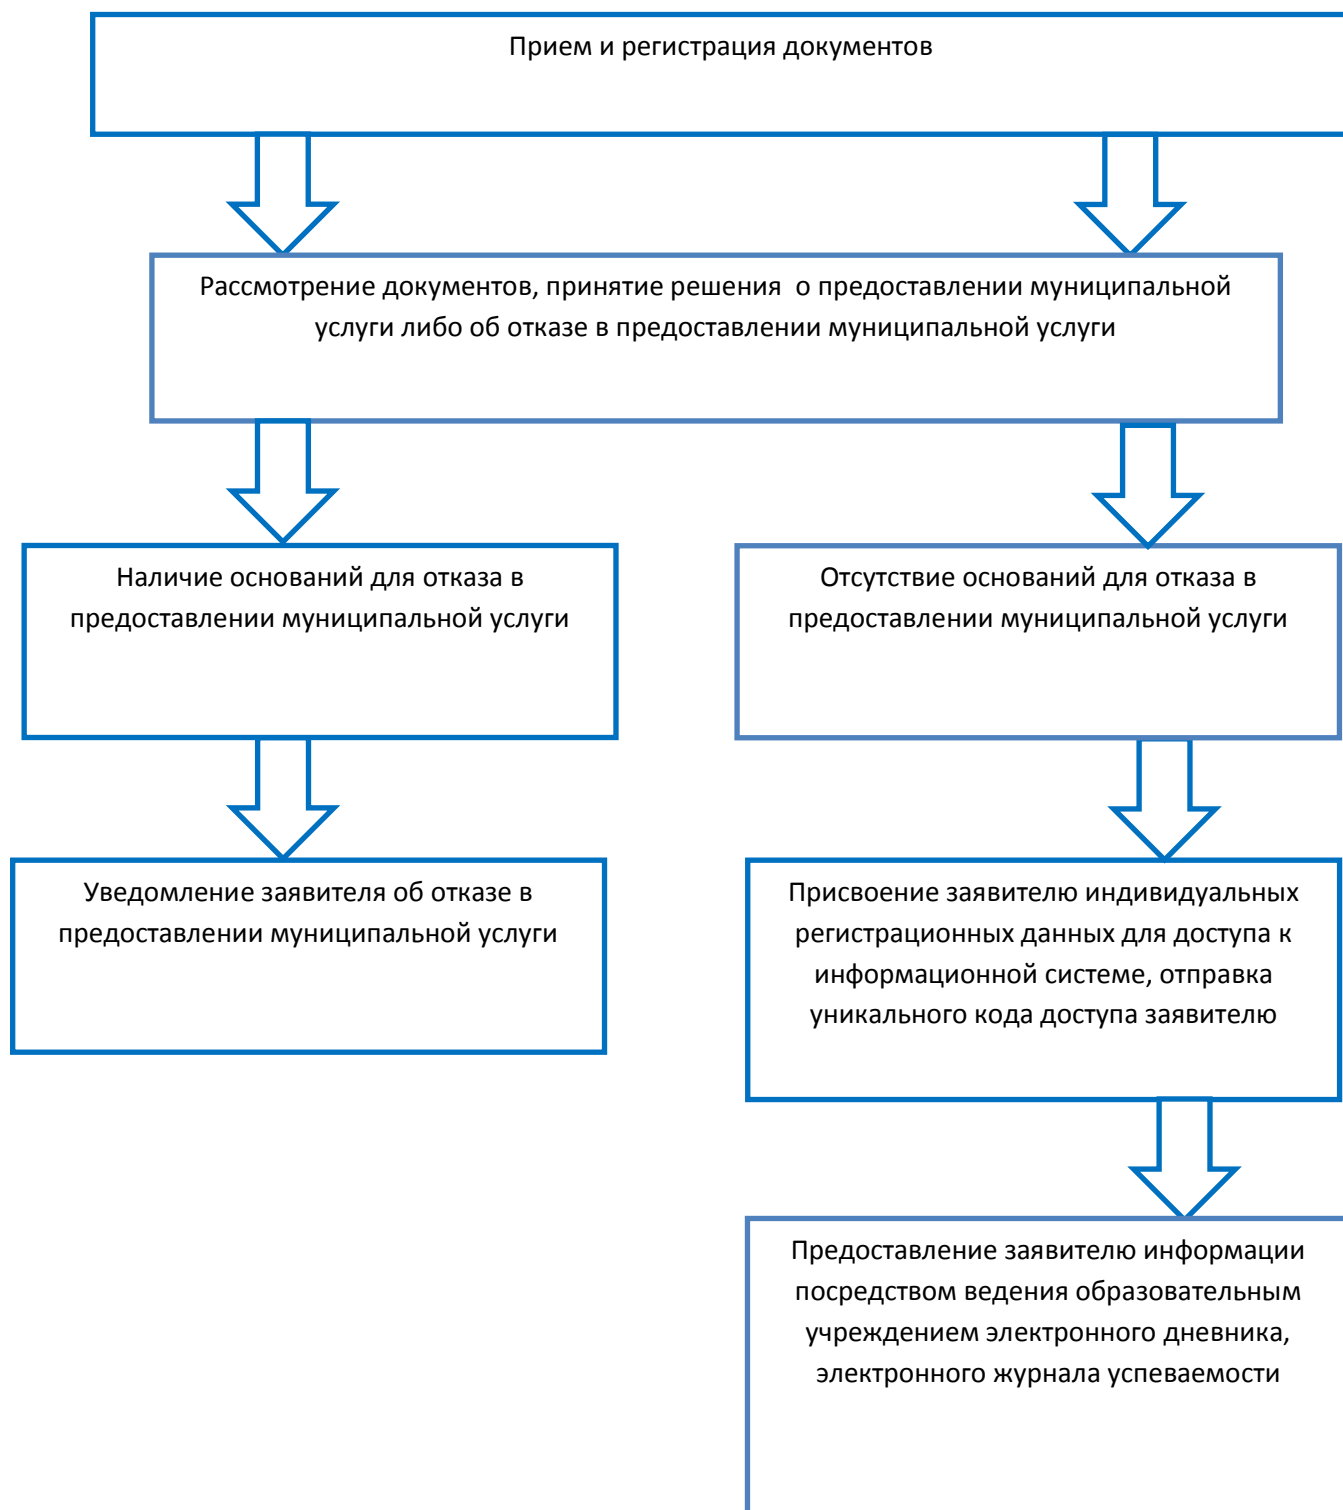 Прием и регистрация документов
Рассмотрение документов, принятие решения  о предоставлении муниципальной
услуги либо об отказе в предоставлении муниципальной услуги
Наличие оснований для отказа в
предоставлении муниципальной услуги
Отсутствие оснований для отказа в
предоставлении муниципальной услуги
Уведомление заявителя об отказе в
предоставлении муниципальной услуги
Присвоение заявителю индивидуальных
регистрационных данных для доступа к
информационной системе, отправка
уникального кода доступа заявителю
Предоставление заявителю информации
посредством ведения образовательным
учреждением электронного дневника,
электронного журнала успеваемости